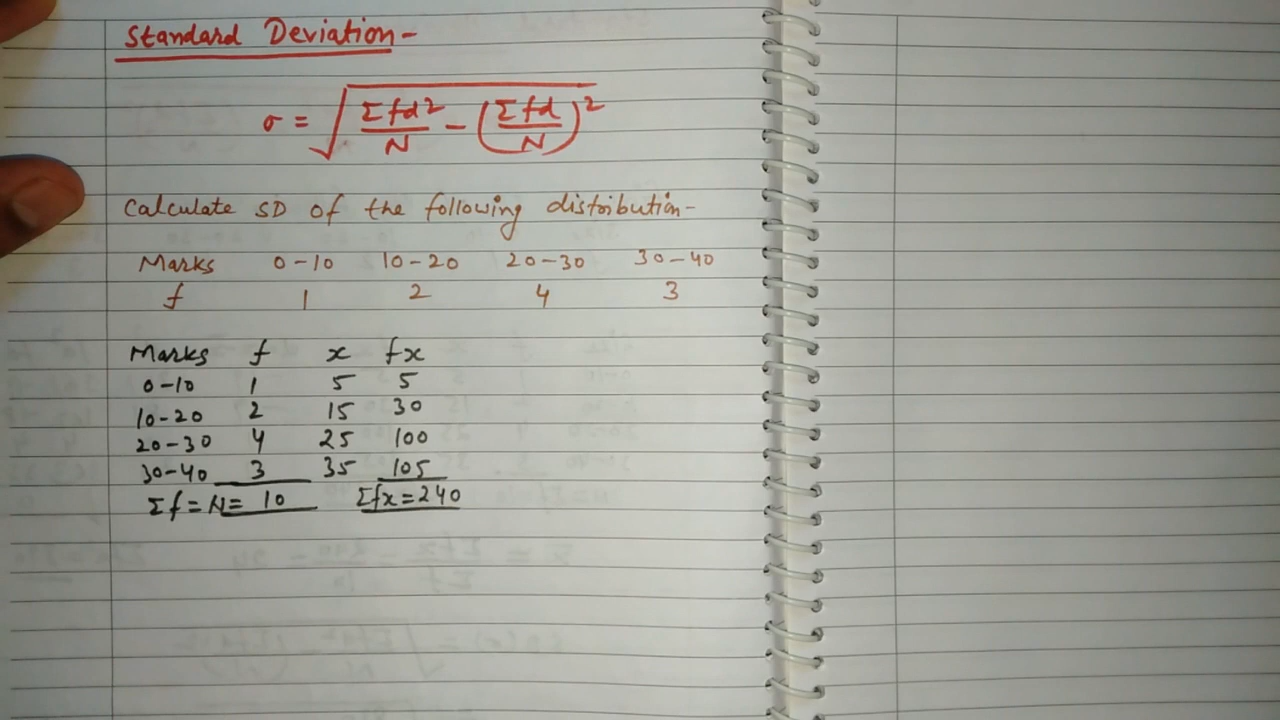 Standard Deviation-
σ = √ Σfd²/N - (Σfd/N)²
Calculate SD of the following distribution-
Marks 0-10 10-20 20-30 30-40
f 1 2 4 3
Marks f x fx
0-10 1 5 5
10-20 2 15 30
20-30 4 25 100
30-40 3 35 105
Σf = N = 10 Σfx = 240